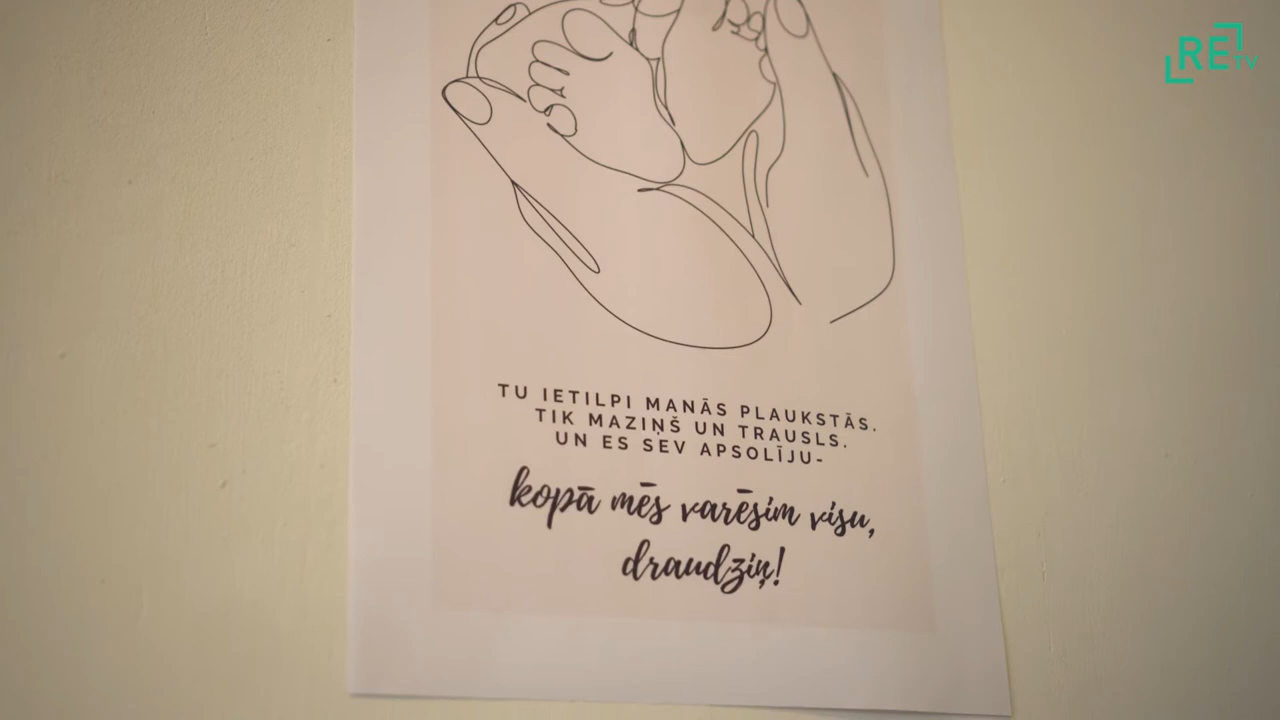 RE TV
TU IETILPI MANĀS PLAUKSTĀS.
TIK MAZIŅŠ UN TRAUSLS.
UN ES SEV APSOLĪJU-
kopā mēs varēsim visu,
draudziņ!